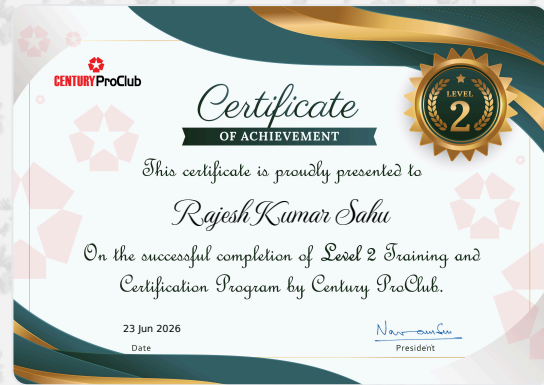 CENTURY ProClub
Certificate
OF ACHIEVEMENT
LEVEL
2
This certificate is proudly presented to
Rajesh Kumar Sahu
On the successful completion of Level 2 Training and
Certification Program by Century ProClub.
23 Jun 2026
Date
President